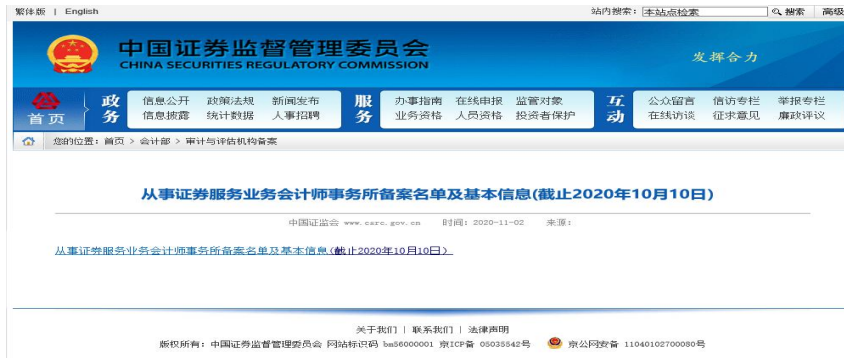 繁体版 | English 站内搜索: 本站点检索 搜索 高级
中国证券监督管理委员会
CHINA SECURITIES REGULATORY COMMISSION
发挥合力
首页
政务
信息公开 政策法规 新闻发布
信息披露 统计数据 人事招聘
服务
办事指南 在线申报 监管对象
业务资格 人员资格 投资者保护
互动
公众留言 信访专栏 举报专栏
在线访谈 征求意见 廉政评议
您的位置: 首页 > 会计部 > 审计与评估机构备案
从事证券服务业务会计师事务所备案名单及基本信息(截止2020年10月10日)
中国证监会 www.csrc.gov.cn 时间: 2020-11-02 来源:
从事证券服务业务会计师事务所备案名单及基本信息(截止2020年10月10日)
关于我们 | 联系我们 | 法律声明
版权所有: 中国证券监督管理委员会 网站标识码 bm56000001 京ICP备 05035542号 京公网安备 11040102700080号